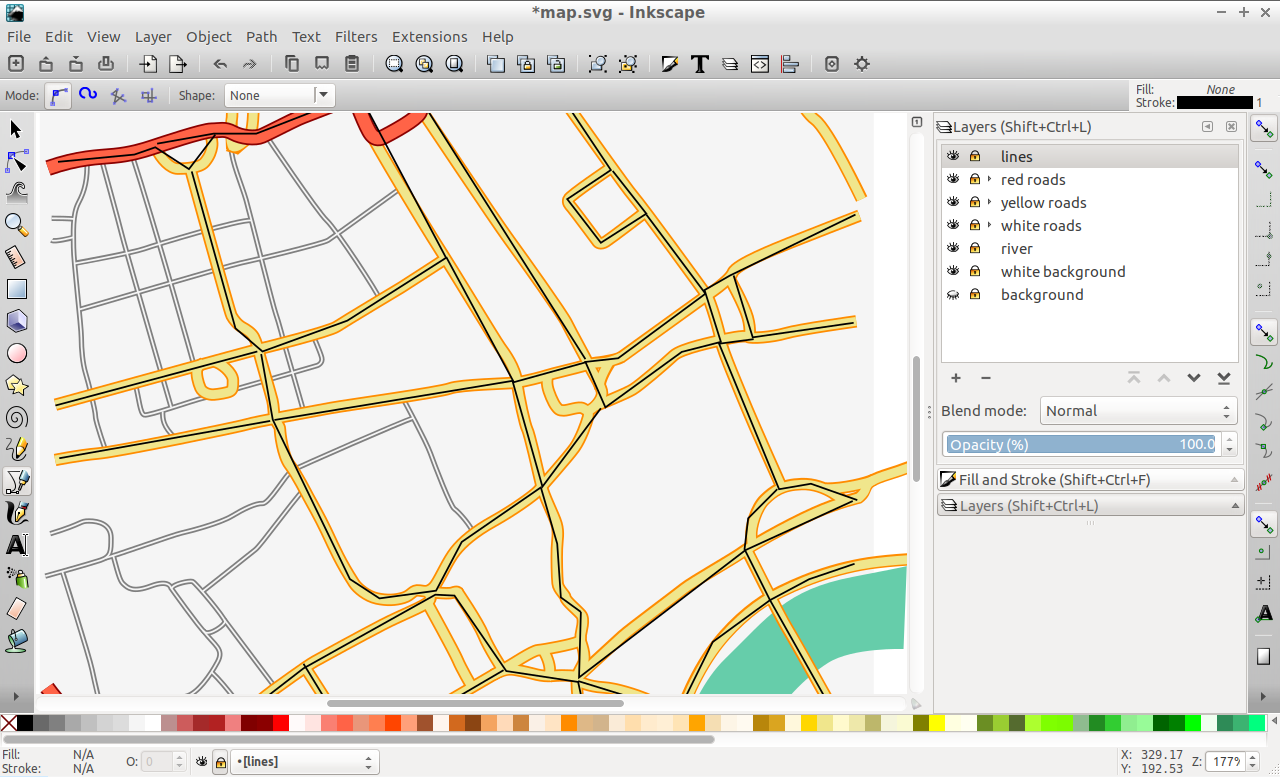 *map.svg - Inkscape
File Edit View Layer Object Path Text Filters Extensions Help
Mode: Shape: None
Fill: None
Stroke: 1
Layers (Shift+Ctrl+L)
lines
red roads
yellow roads
white roads
river
white background
background
Blend mode: Normal
Opacity (%) 100.0
Fill and Stroke (Shift+Ctrl+F)
Layers (Shift+Ctrl+L)
Fill: N/A
Stroke: N/A
O: 0
•[lines]
X: 329.17
Y: 192.53
Z: 177%